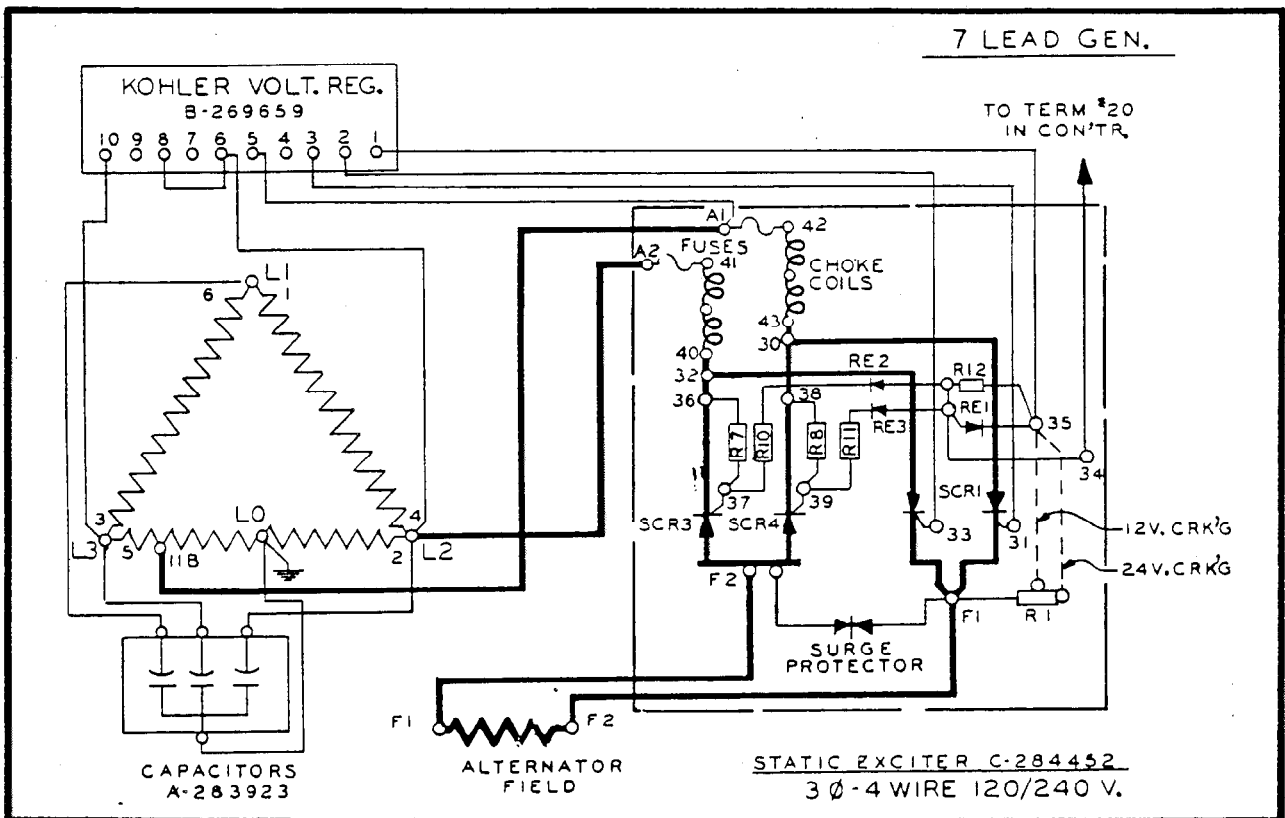 7 LEAD GEN.
KOHLER VOLT. REG.
B-269659
10 9 8 7 6 5 4 3 2 1
TO TERM #20
IN CON'TR.
A1
42
A2
FUSES
41
CHOKE
COILS
L1
6
1
43
40
30
32
RE2
R12
36
38
RE3
RE1
35
R7
R10
R8
R11
34
37
39
SCR1
SCR3
SCR4
33
31
12V. CRK'G
24V. CRK'G
3
L0
4
L3
5
11B
2
L2
F2
F1
R1
SURGE
PROTECTOR
F1
F2
ALTERNATOR
FIELD
CAPACITORS
A-283923
STATIC EXCITER C-284452
3 Ø-4 WIRE 120/240 V.